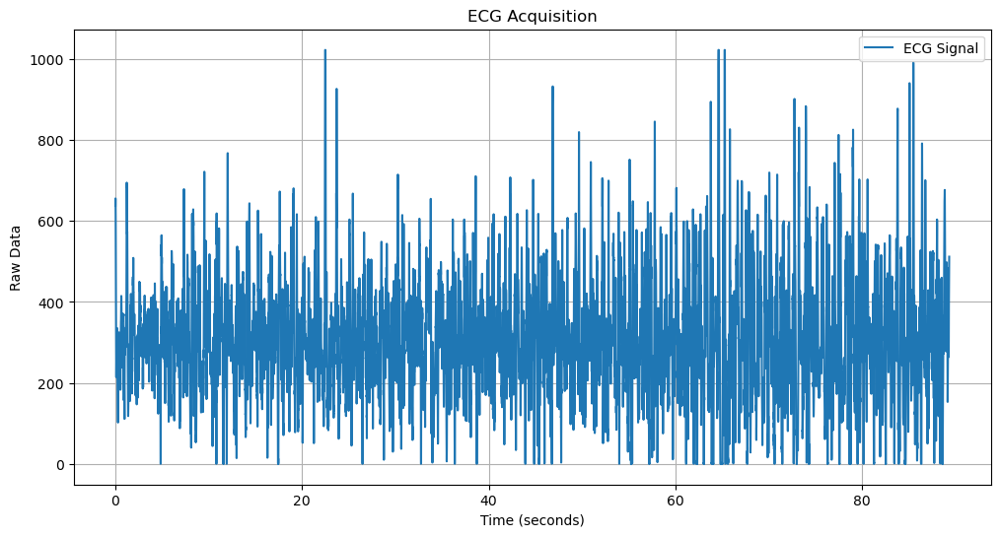 ECG Acquisition
ECG Signal
Raw Data
1000
800
600
400
200
0
0 20 40 60 80
Time (seconds)